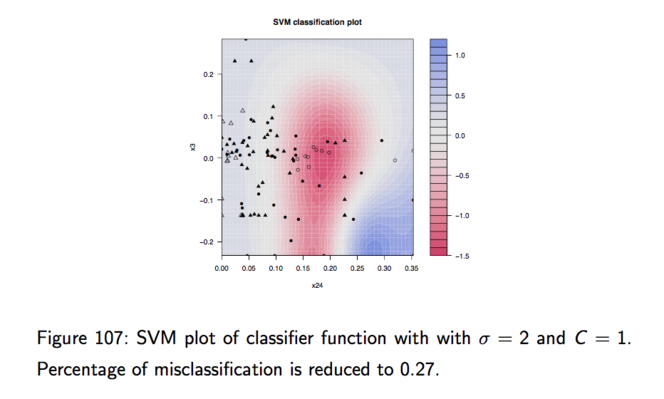 SVM classification plot
0.2
0.1
0.0
−0.1
−0.2
x3
0.00 0.05 0.10 0.15 0.20 0.25 0.30 0.35
x24
1.0
0.5
0.0
−0.5
−1.0
−1.5
Figure 107: SVM plot of classifier function with with σ = 2 and C = 1.
Percentage of misclassification is reduced to 0.27.